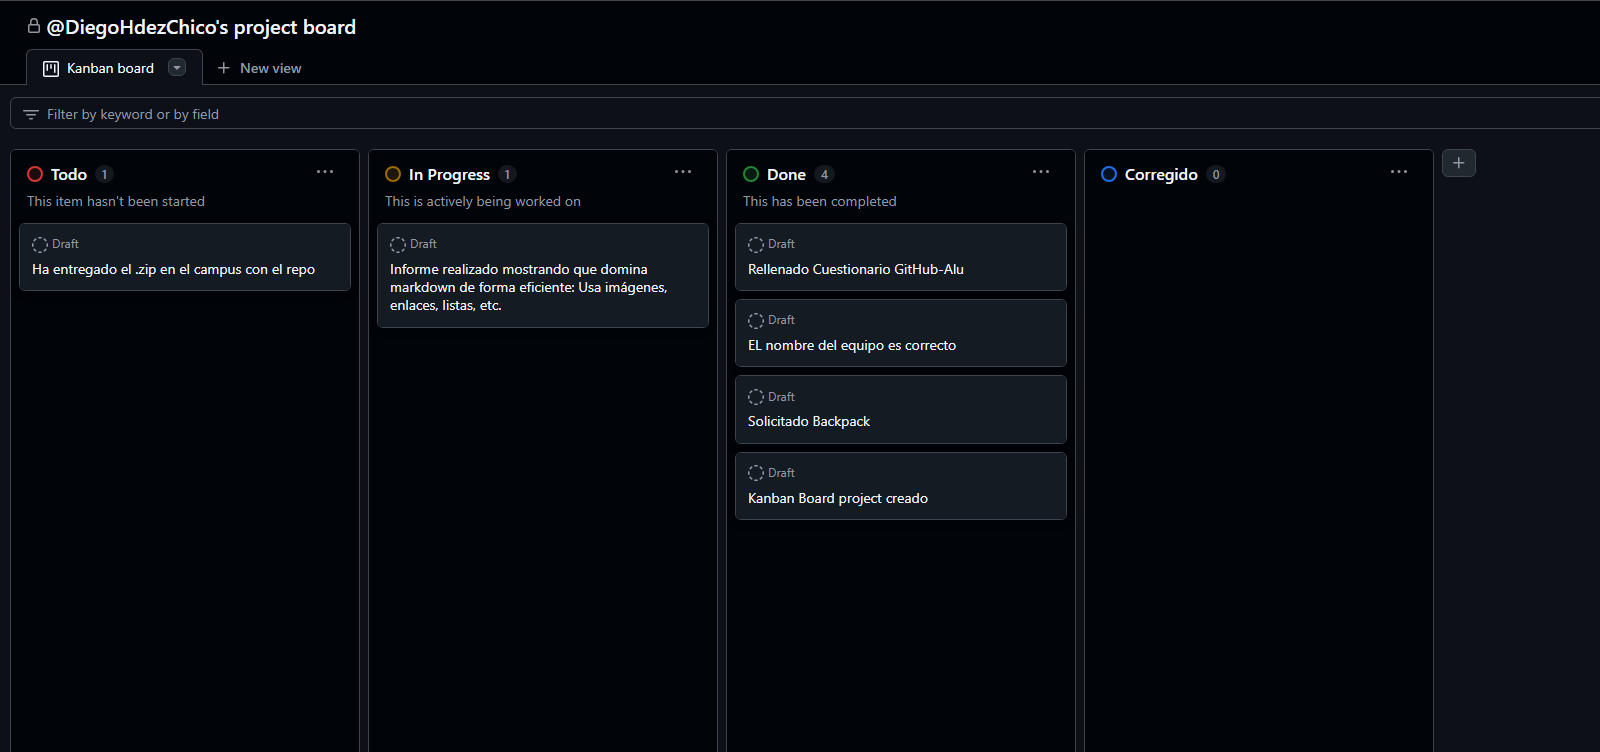 @DiegoHdezChico's project board
Kanban board
New view
Filter by keyword or by field
Todo 1
This item hasn't been started
Draft
Ha entregado el .zip en el campus con el repo
In Progress 1
This is actively being worked on
Draft
Informe realizado mostrando que domina
markdown de forma eficiente: Usa imágenes,
enlaces, listas, etc.
Done 4
This has been completed
Draft
Rellenado Cuestionario GitHub-Alu
Draft
EL nombre del equipo es correcto
Draft
Solicitado Backpack
Draft
Kanban Board project creado
Corregido 0